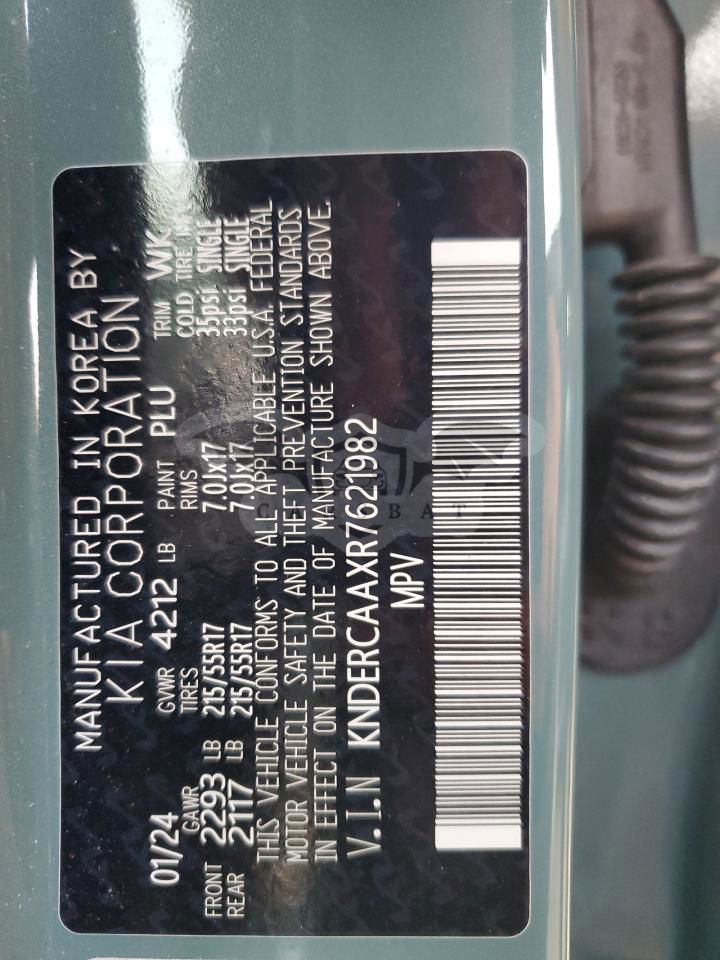 MANUFACTURED IN KOREA BY
KIA CORPORATION
01/24 GVWR 4212 LB PAINT PLU TRIM WK
GAWR TIRES RIMS COLD TIRE
FRONT 2293 LB 215/55R17 7.0Jx17 35psi SINGLE
REAR 2117 LB 215/55R17 7.0Jx17 33psi SINGLE
THIS VEHICLE CONFORMS TO ALL APPLICABLE U.S.A. FEDERAL
MOTOR VEHICLE SAFETY AND THEFT PREVENTION STANDARDS
IN EFFECT ON THE DATE OF MANUFACTURE SHOWN ABOVE.
V.I.N KNDERCAAXR7621982
MPV